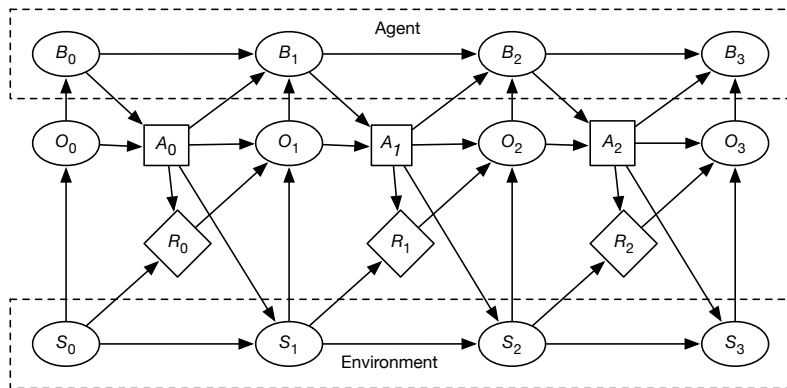 Agent
B0 B1 B2 B3
O0 A0 O1 A1 O2 A2 O3
R0 R1 R2
S0 S1 S2 S3
Environment